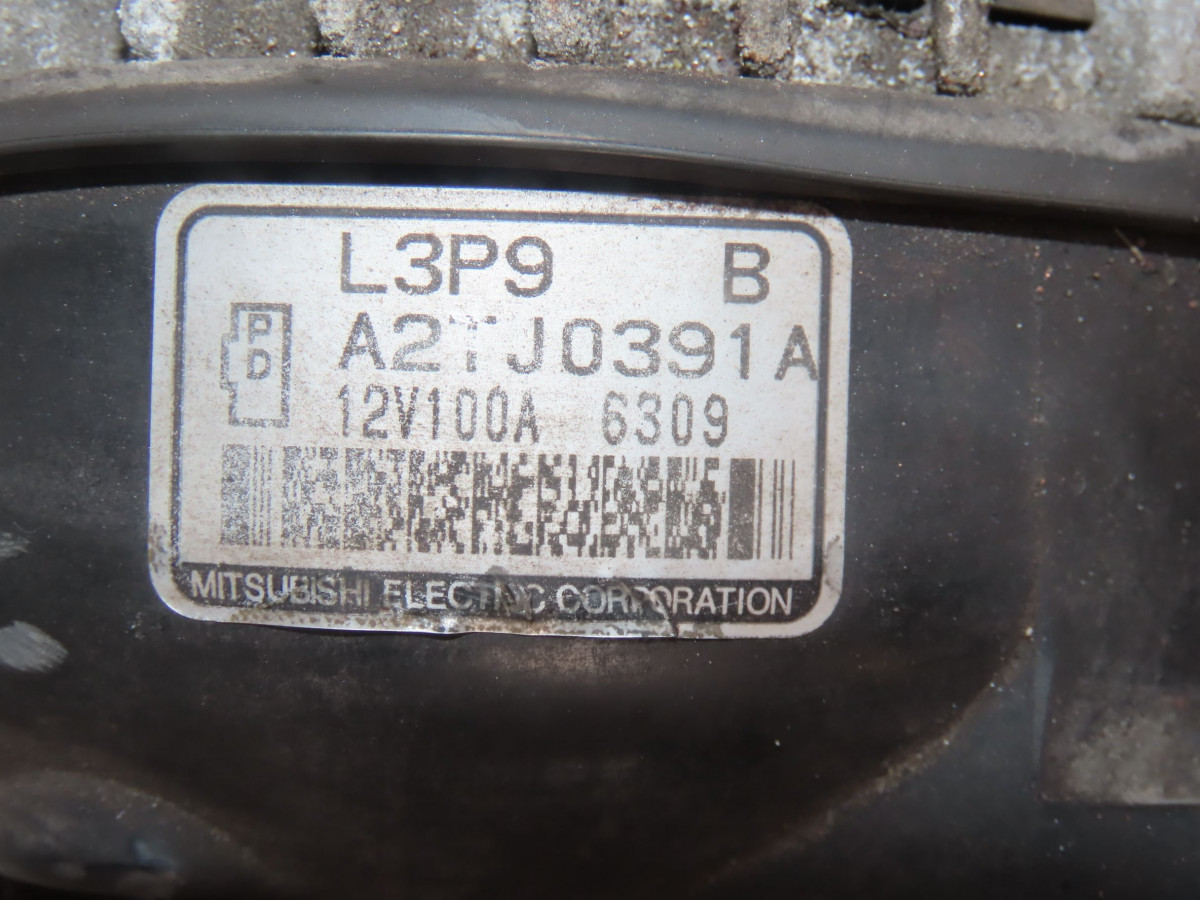 L3P9 B
A2TJ0391A
PD
12V100A 6309
MITSUBISHI ELECTRIC CORPORATION